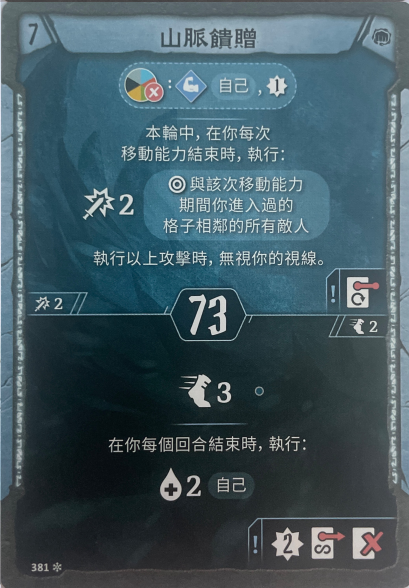 7 山脈饋贈
: 自己 , 1
本輪中, 在你每次
移動能力結束時, 執行:
2 與該次移動能力
期間你進入過的
格子相鄰的所有敵人
執行以上攻擊時, 無視你的視線。
!
2 73 2
3
在你每個回合結束時, 執行:
2 自己
! 2
381